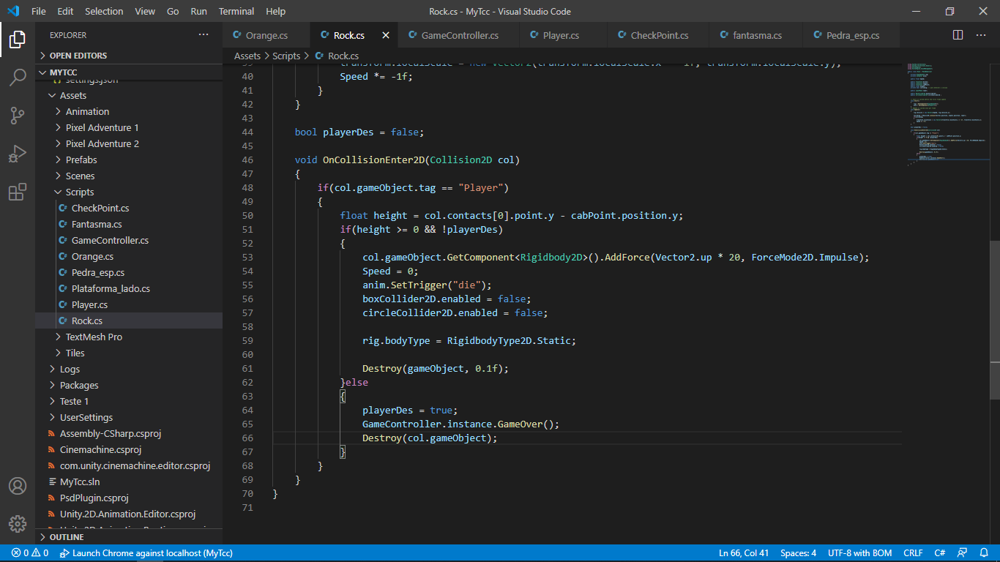 File Edit Selection View Go Run Terminal Help
Rock.cs - MyTcc - Visual Studio Code
EXPLORER
OPEN EDITORS
MYTCC
settings.json
Assets
Animation
Pixel Adventure 1
Pixel Adventure 2
Prefabs
Scenes
Scripts
CheckPoint.cs
Fantasma.cs
GameController.cs
Orange.cs
Pedra_esp.cs
Plataforma_lado.cs
Player.cs
Rock.cs
TextMesh Pro
Tiles
Logs
Packages
Teste 1
UserSettings
Assembly-CSharp.csproj
Cinemachine.csproj
com.unity.cinemachine.editor.csproj
MyTcc.sln
PsdPlugin.csproj
Unity.2D.Animation.Editor.csproj
OUTLINE
Orange.cs Rock.cs GameController.cs Player.cs CheckPoint.cs fantasma.cs Pedra_esp.cs
Assets > Scripts > Rock.cs
40 Speed *= -1f;
41 }
42 }
43
44 bool playerDes = false;
45
46 void OnCollisionEnter2D(Collision2D col)
47 {
48 if(col.gameObject.tag == "Player")
49 {
50 float height = col.contacts[0].point.y - cabPoint.position.y;
51 if(height >= 0 && !playerDes)
52 {
53 col.gameObject.GetComponent<Rigidbody2D>().AddForce(Vector2.up * 20, ForceMode2D.Impulse);
54 Speed = 0;
55 anim.SetTrigger("die");
56 boxCollider2D.enabled = false;
57 circleCollider2D.enabled = false;
58
59 rig.bodyType = RigidbodyType2D.Static;
60
61 Destroy(gameObject, 0.1f);
62 }else
63 {
64 playerDes = true;
65 GameController.instance.GameOver();
66 Destroy(col.gameObject);
67 }
68 }
69 }
70 }
71
0 0 Launch Chrome against localhost (MyTcc)
Ln 66, Col 41 Spaces: 4 UTF-8 with BOM CRLF C#